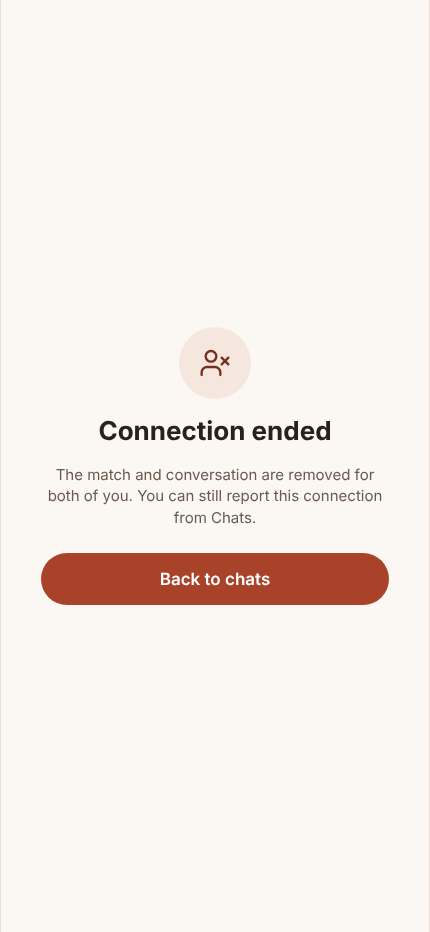 Connection ended
The match and conversation are removed for
both of you. You can still report this connection
from Chats.
Back to chats